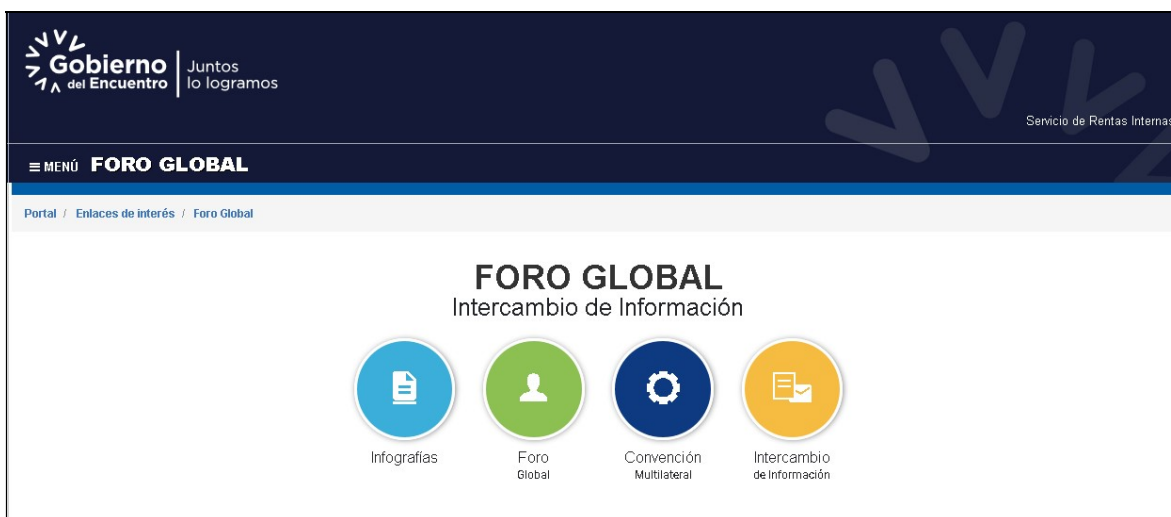 Gobierno
del Encuentro
Juntos
lo logramos
Servicio de Rentas Internas
≡ MENÚ FORO GLOBAL
Portal / Enlaces de interés / Foro Global
FORO GLOBAL
Intercambio de Información
Infografías
Foro
Global
Convención
Multilateral
Intercambio
de Información